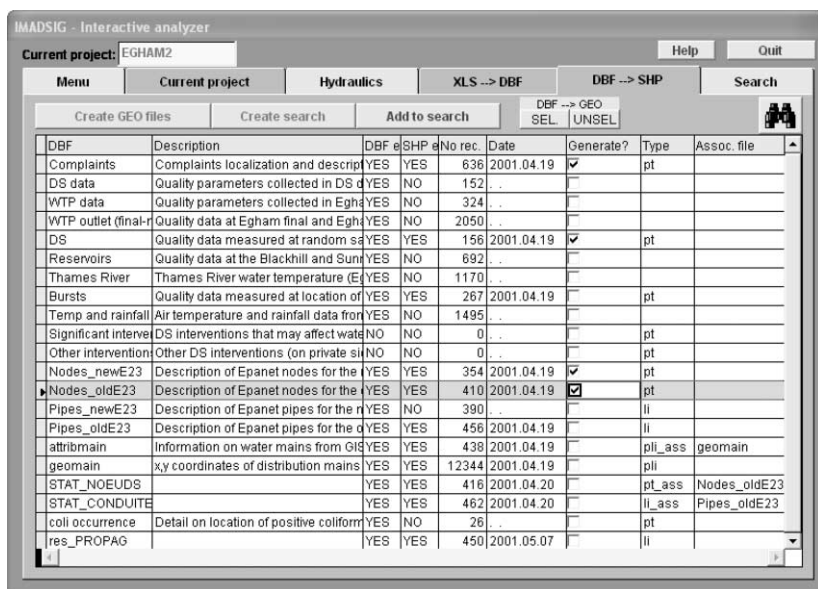 IMADSIG - Interactive analyzer
Current project: EGHAM2 Help Quit
Menu Current project Hydraulics XLS --> DBF DBF --> SHP Search
Create GEO files Create search Add to search DBF --> GEO
SEL. UNSEL
DBF Description DBF e SHP e No rec. Date Generate? Type Assoc. file
Complaints Complaints localization and descript YES YES 636 2001.04.19 pt
DS data Quality parameters collected in DS d YES NO 152 . .
WTP data Quality parameters collected in Egha YES NO 324 . .
WTP outlet (final-r Quality data at Egham final and Egha YES NO 2050 . .
DS Quality data measured at random sa YES YES 156 2001.04.19 pt
Reservoirs Quality data at the Blackhill and Sunn YES NO 692 . .
Thames River Thames River water temperature (Eg YES NO 1170 . .
Bursts Quality data measured at location of YES YES 267 2001.04.19 pt
Temp and rainfall Air temperature and rainfall data from YES NO 1495 . .
Significant interve DS interventions that may affect wate NO NO 0 . . pt
Other intervention DS interventions (on private si NO NO 0 . . pt
Nodes_newE23 Description of Epanet nodes for the YES YES 354 2001.04.19 pt
Nodes_oldE23 Description of Epanet nodes for the YES YES 410 2001.04.19 pt
Pipes_newE23 Description of Epanet pipes for the n YES NO 390 . . li
Pipes_oldE23 Description of Epanet pipes for the o YES YES 456 2001.04.19 li
attribmain Information on water mains from GIS YES YES 438 2001.04.19 pli_ass geomain
geomain x,y coordinates of distribution mains YES YES 12344 2001.04.19 pli
STAT_NOEUDS YES YES 416 2001.04.20 pt_ass Nodes_oldE23
STAT_CONDUITE YES YES 462 2001.04.20 li_ass Pipes_oldE23
coli occurrence Detail on location of positive coliform YES NO 26 . . pt
res_PROPAG YES YES 450 2001.05.07 li